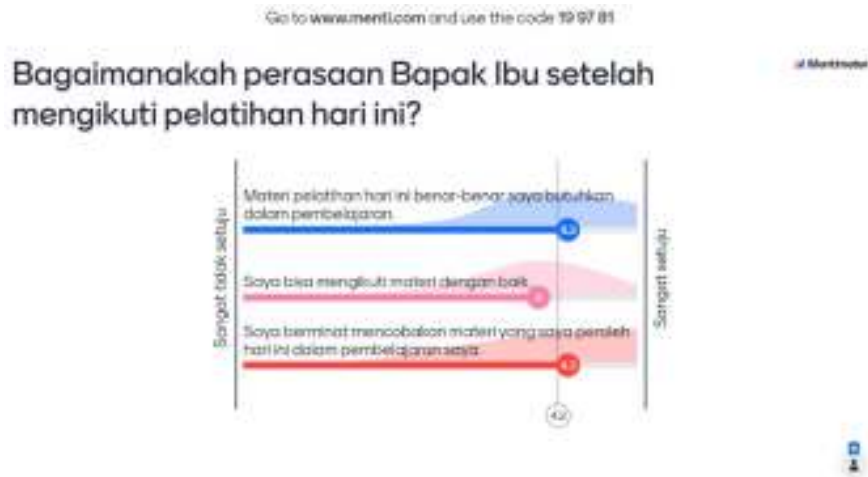 Go to www.menti.com and use the code 19 97 81
Mentimeter
Bagaimanakah perasaan Bapak Ibu setelah
mengikuti pelatihan hari ini?
Sangat tidak setuju
Materi pelatihan hari ini benar-benar saya butuhkan
dalam pembelajaran
Saya bisa mengikuti materi dengan baik
4
Saya berminat mencobakan materi yang saya peroleh
hari ini dalam pembelajaran saya
4.2
Sangat setuju